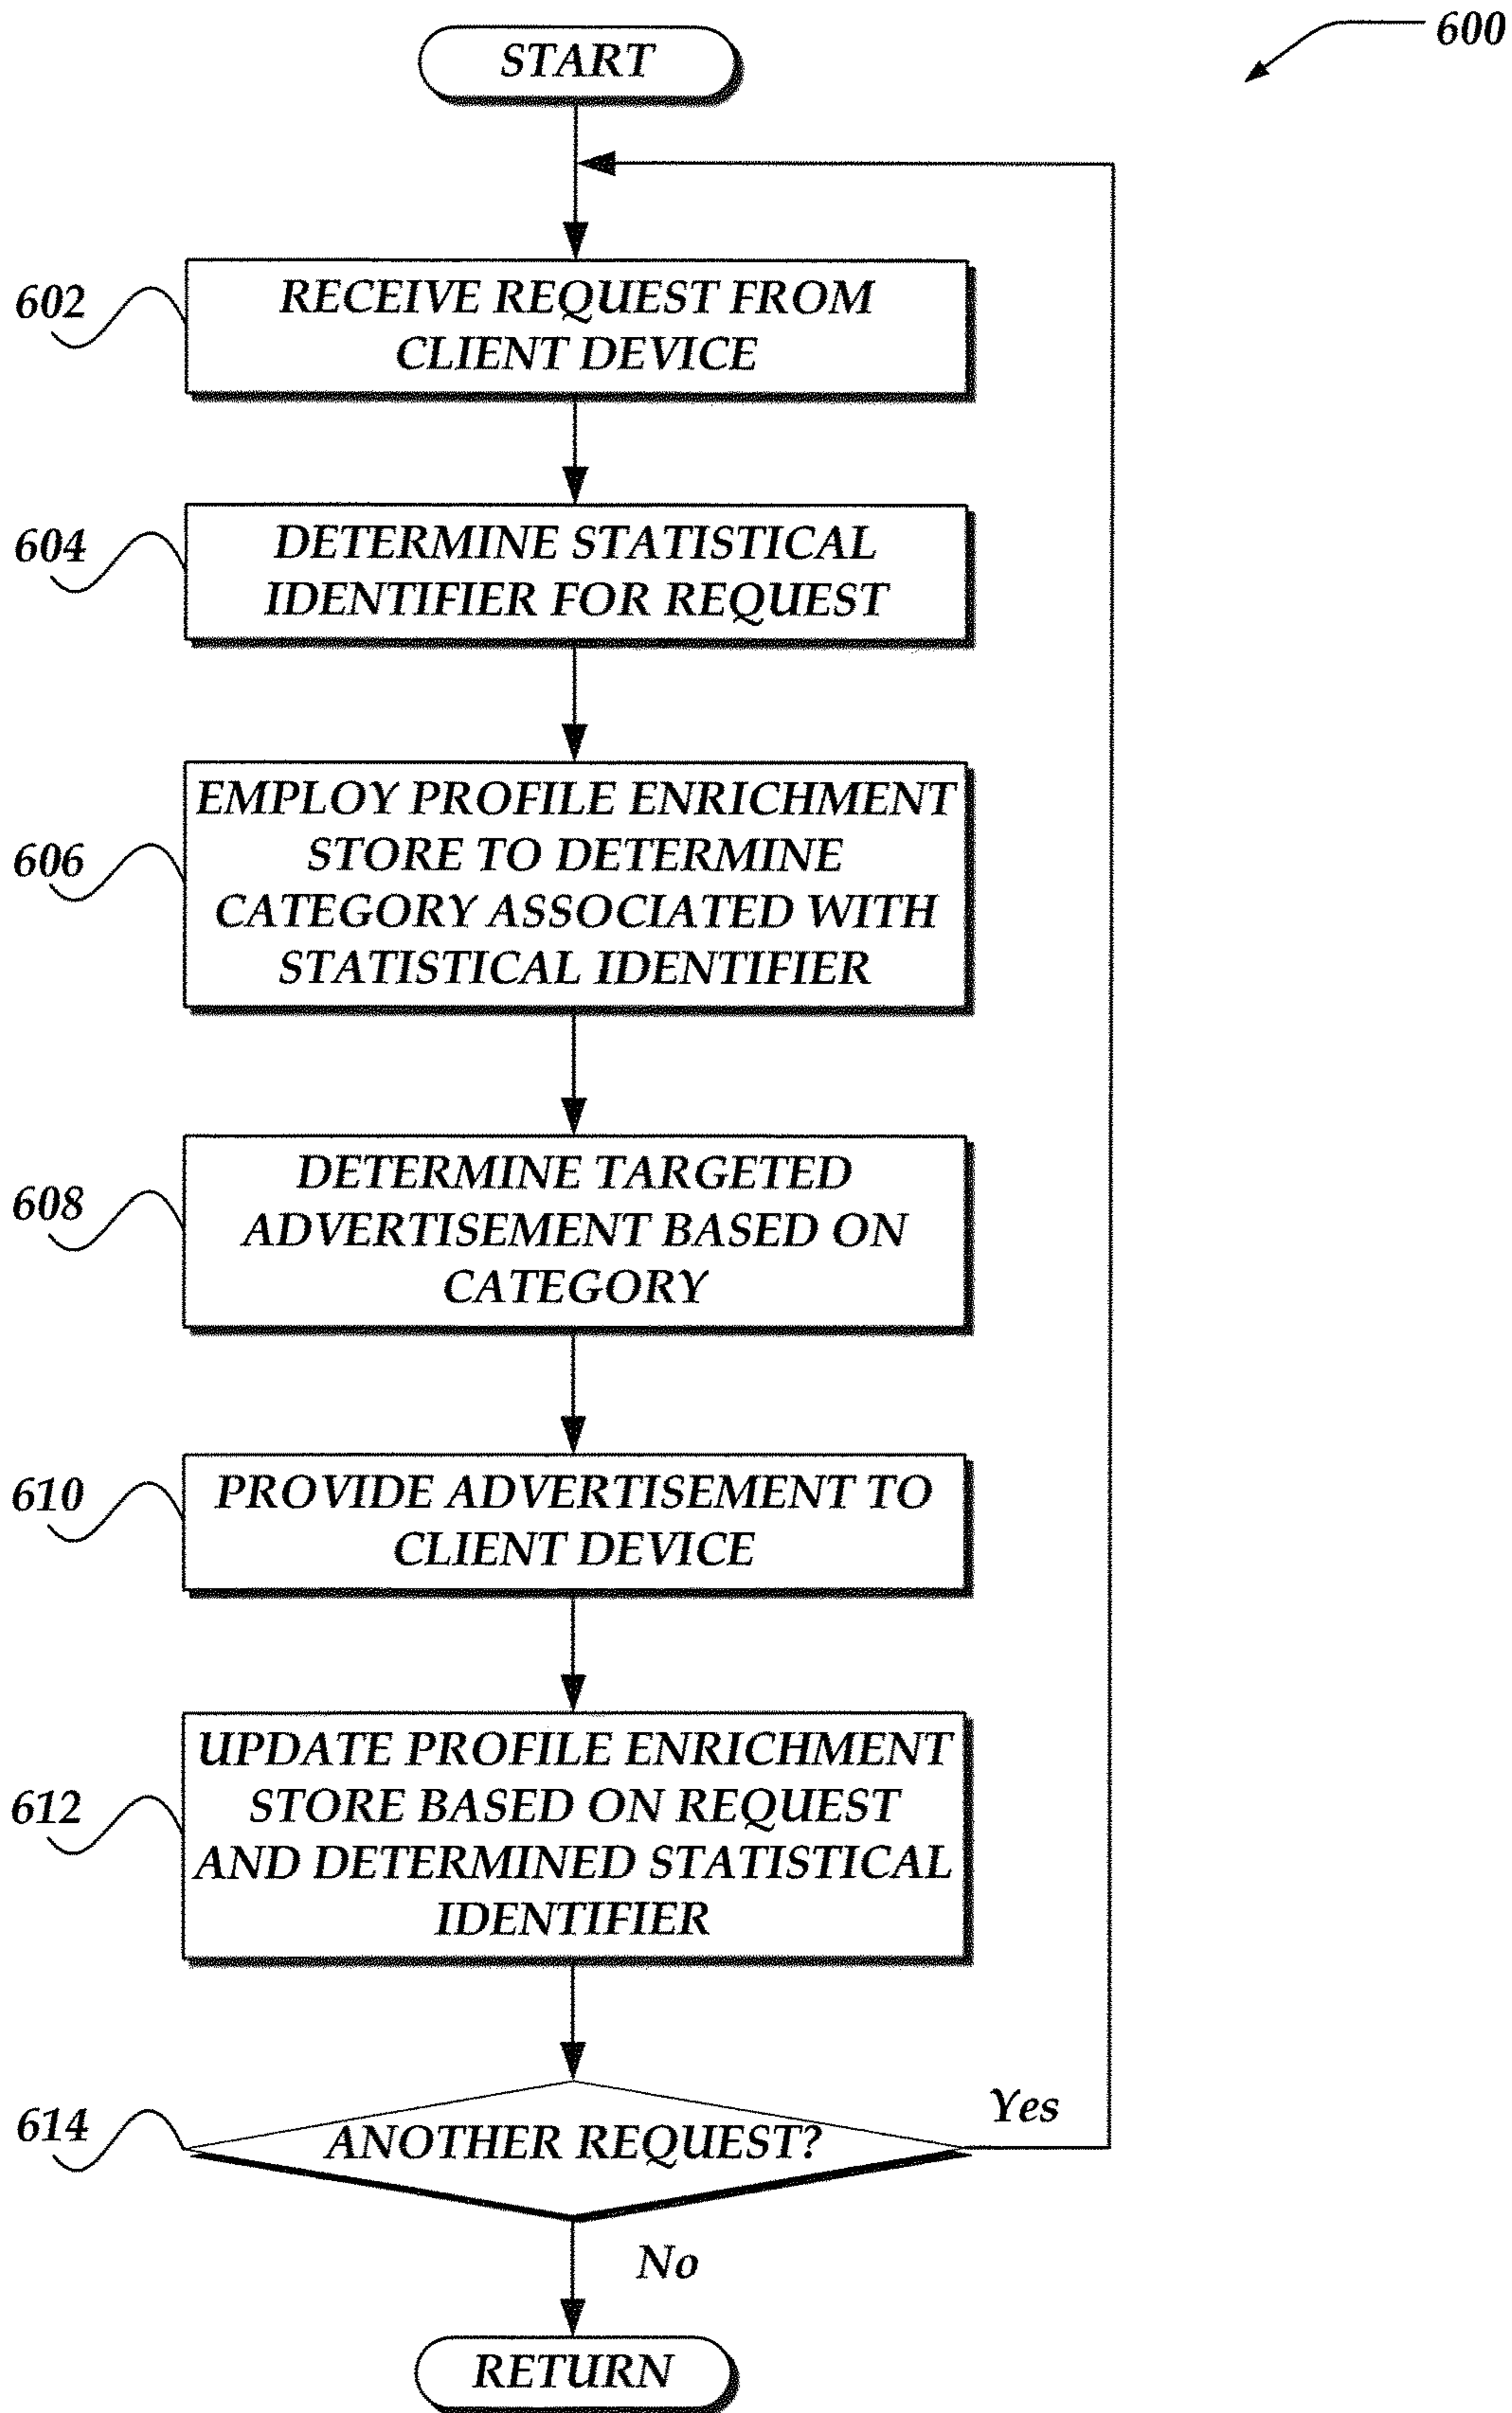 600
START
602
RECEIVE REQUEST FROM
CLIENT DEVICE
604
DETERMINE STATISTICAL
IDENTIFIER FOR REQUEST
606
EMPLOY PROFILE ENRICHMENT
STORE TO DETERMINE
CATEGORY ASSOCIATED WITH
STATISTICAL IDENTIFIER
608
DETERMINE TARGETED
ADVERTISEMENT BASED ON
CATEGORY
610
PROVIDE ADVERTISEMENT TO
CLIENT DEVICE
612
UPDATE PROFILE ENRICHMENT
STORE BASED ON REQUEST
AND DETERMINED STATISTICAL
IDENTIFIER
614
ANOTHER REQUEST?
Yes
No
RETURN